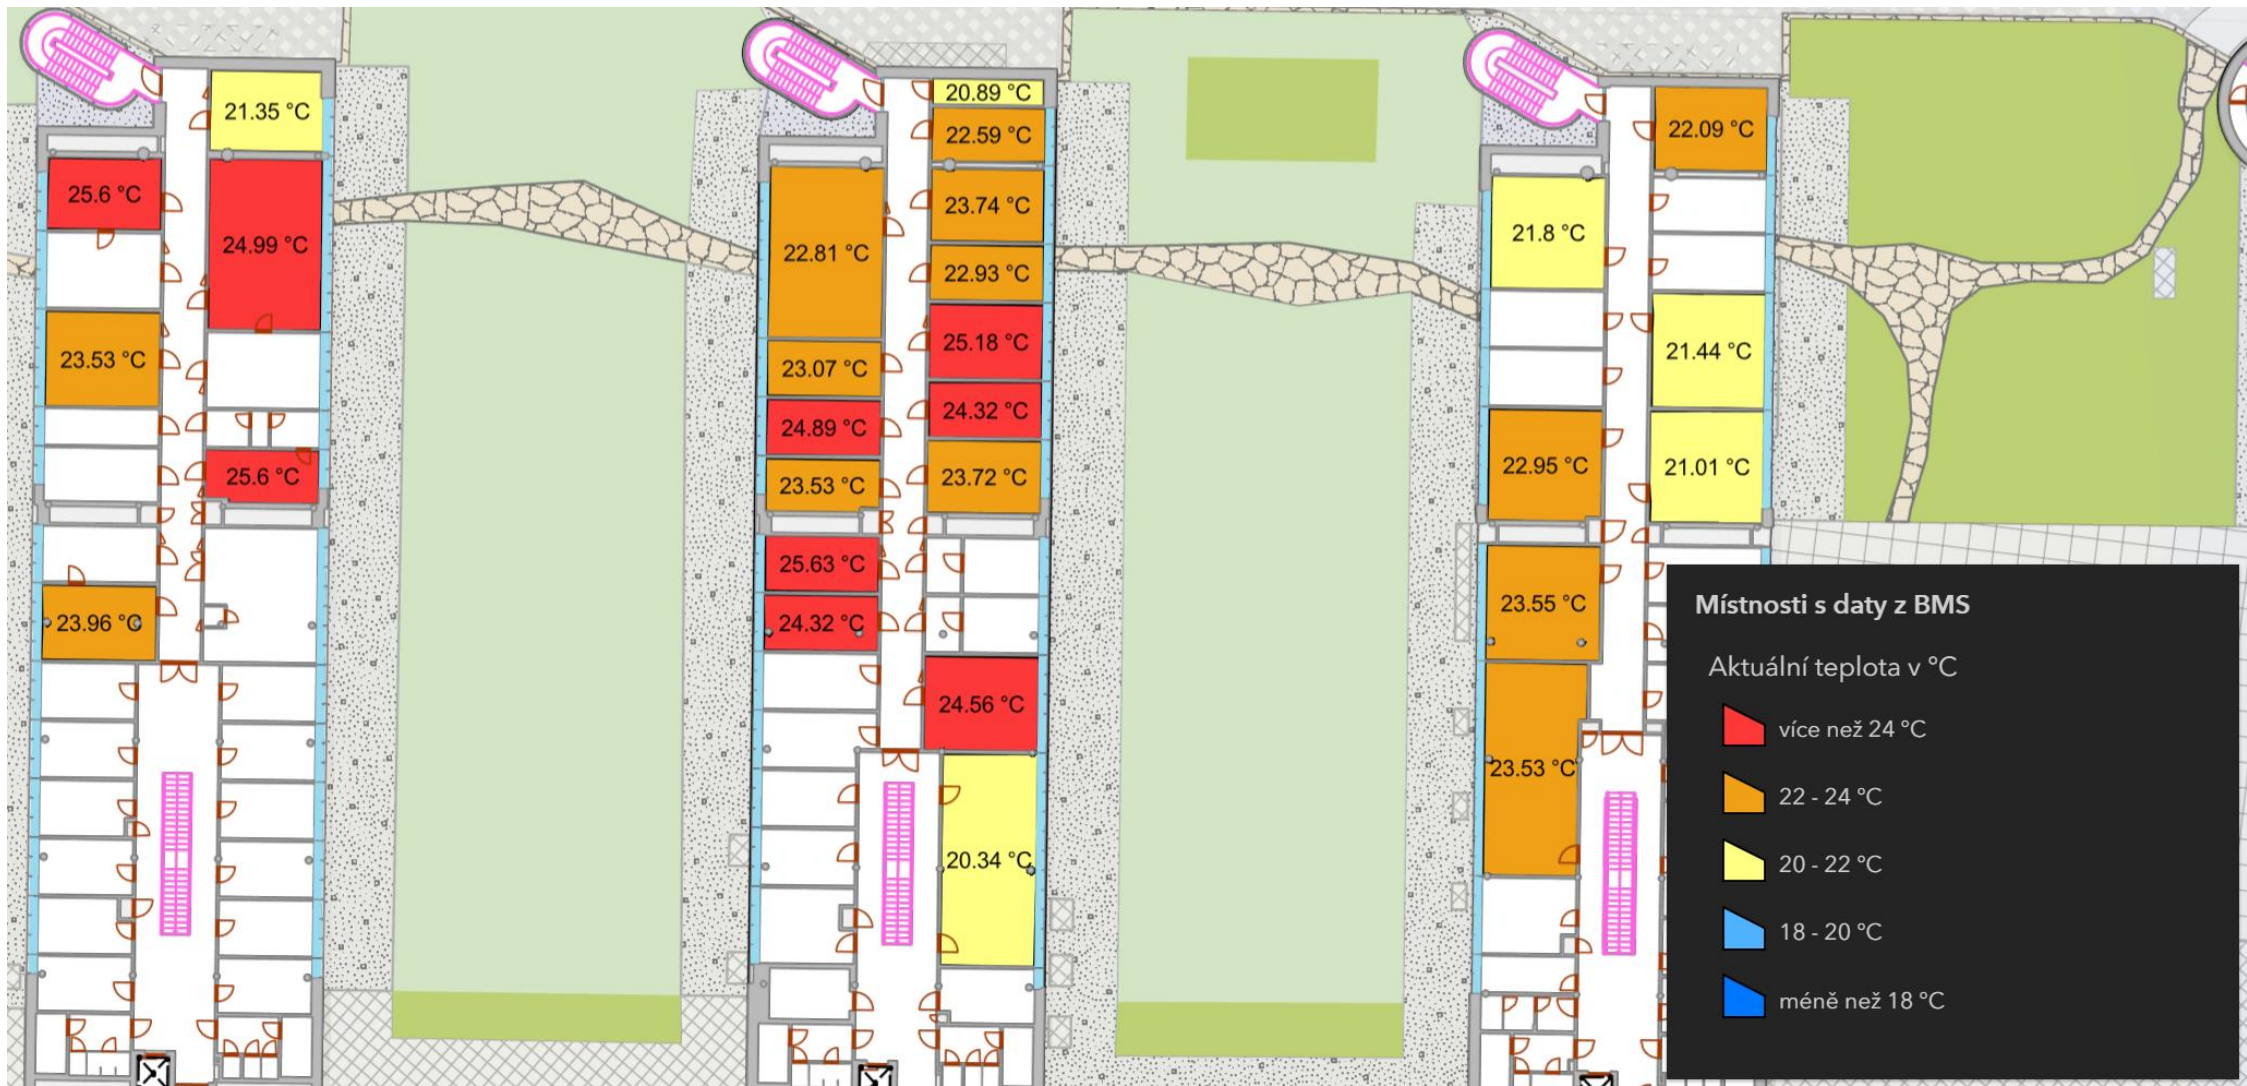 21.35 °C
25.6 °C
24.99 °C
23.53 °C
25.6 °C
23.96 °C
20.89 °C
22.59 °C
23.74 °C
22.81 °C
22.93 °C
25.18 °C
23.07 °C
24.32 °C
24.89 °C
23.72 °C
23.53 °C
25.63 °C
24.32 °C
24.56 °C
20.34 °C
22.09 °C
21.8 °C
21.44 °C
22.95 °C
21.01 °C
23.55 °C
23.53 °C
Místnosti s daty z BMS
Aktuální teplota v °C
více než 24 °C
22 - 24 °C
20 - 22 °C
18 - 20 °C
méně než 18 °C